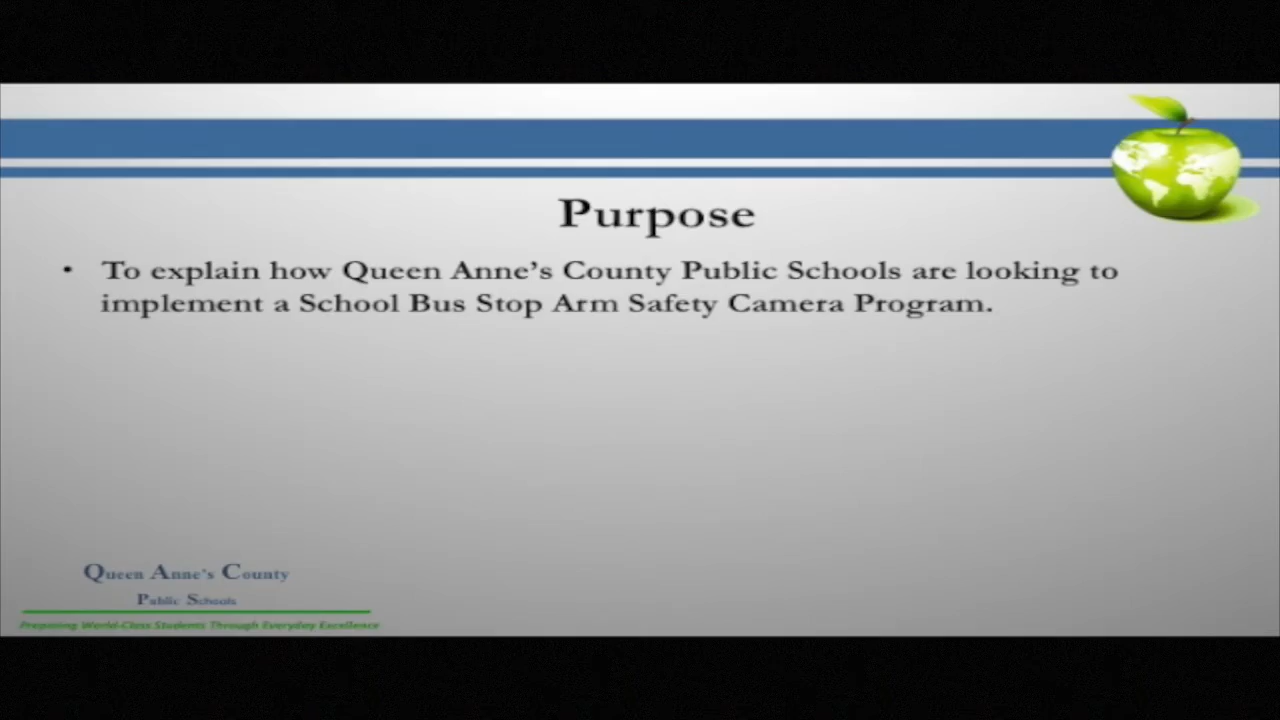 Purpose
• To explain how Queen Anne's County Public Schools are looking to
implement a School Bus Stop Arm Safety Camera Program.
Queen Anne's County
Public Schools
Preparing World-Class Students Through Everyday Excellence